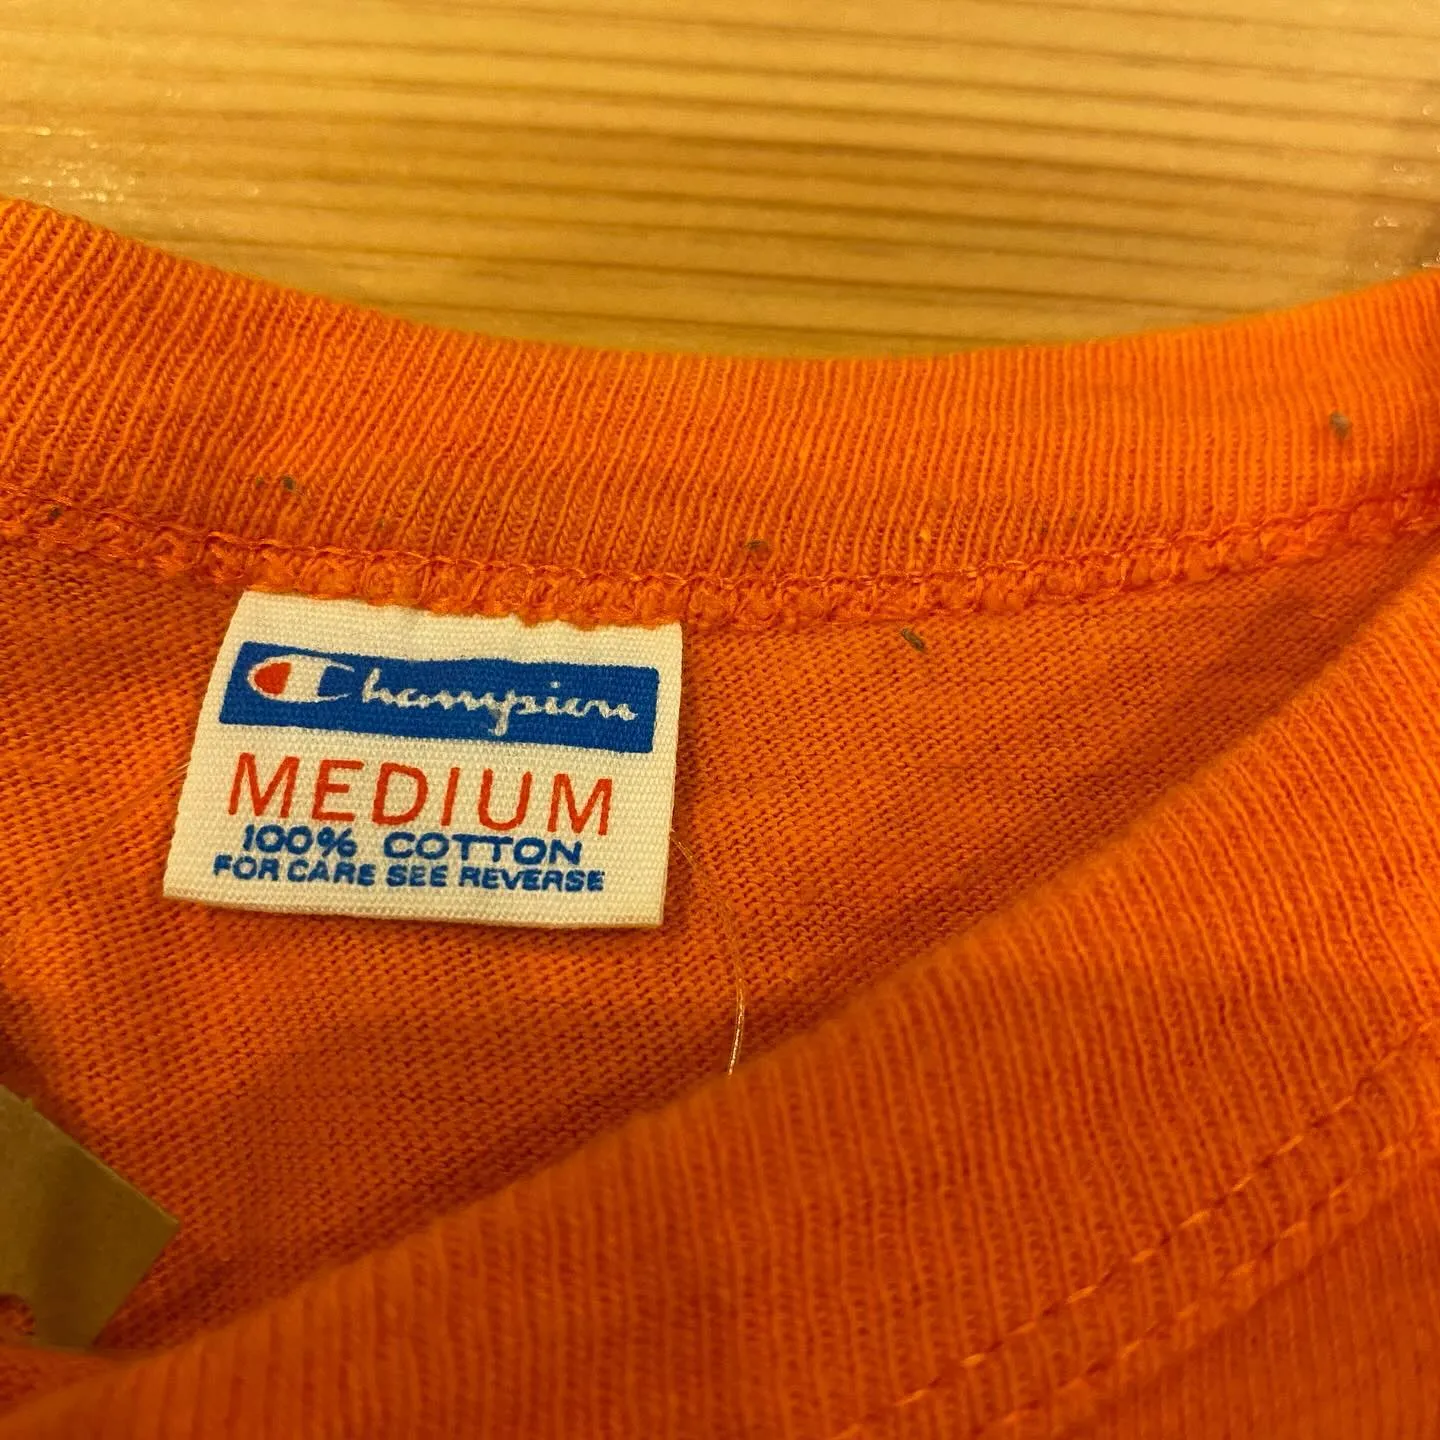 Champion
MEDIUM
100% COTTON
FOR CARE SEE REVERSE